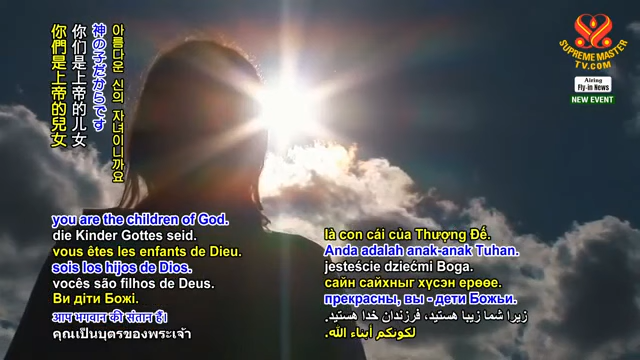 아름다운 신의 자녀이니까요
神の子だからです
你们是上帝的儿女
你們是上帝的兒女
SUPREME MASTER
TV.COM
Airing
Fly-in News
NEW EVENT
you are the children of God.
die Kinder Gottes seid.
vous êtes les enfants de Dieu.
sois los hijos de Dios.
vocês são filhos de Deus.
Ви діти Божі.
आप भगवान की संतान हैं।
คุณเป็นบุตรของพระเจ้า
là con cái của Thượng Đế.
Anda adalah anak-anak Tuhan.
jesteście dziećmi Boga.
сайн сайхныг хүсэн ерөөе.
прекрасны, вы - дети Божьи.
زیرا شما زیبا هستید، فرزندان خدا هستید.
لكونكم أبناء الله.